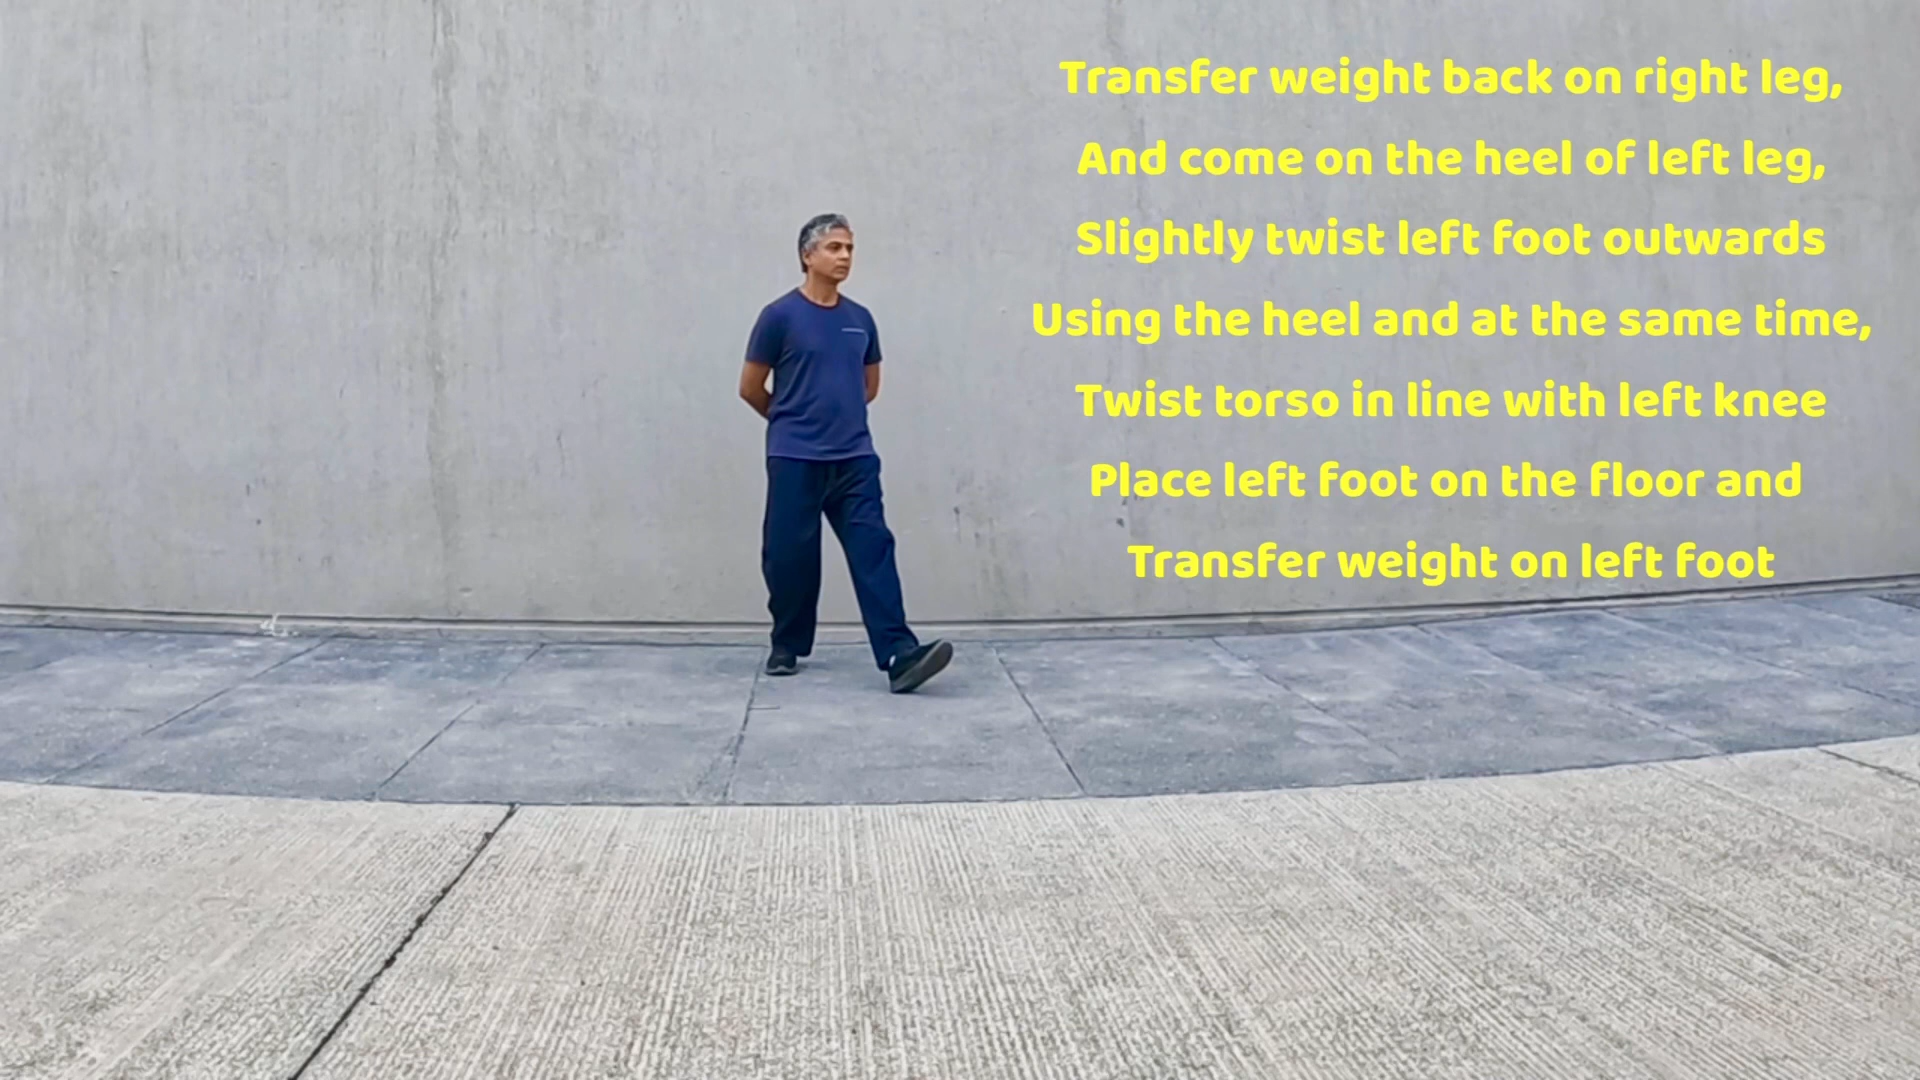 Transfer weight back on right leg,
And come on the heel of left leg,
Slightly twist left foot outwards
Using the heel and at the same time,
Twist torso in line with left knee
Place left foot on the floor and
Transfer weight on left foot